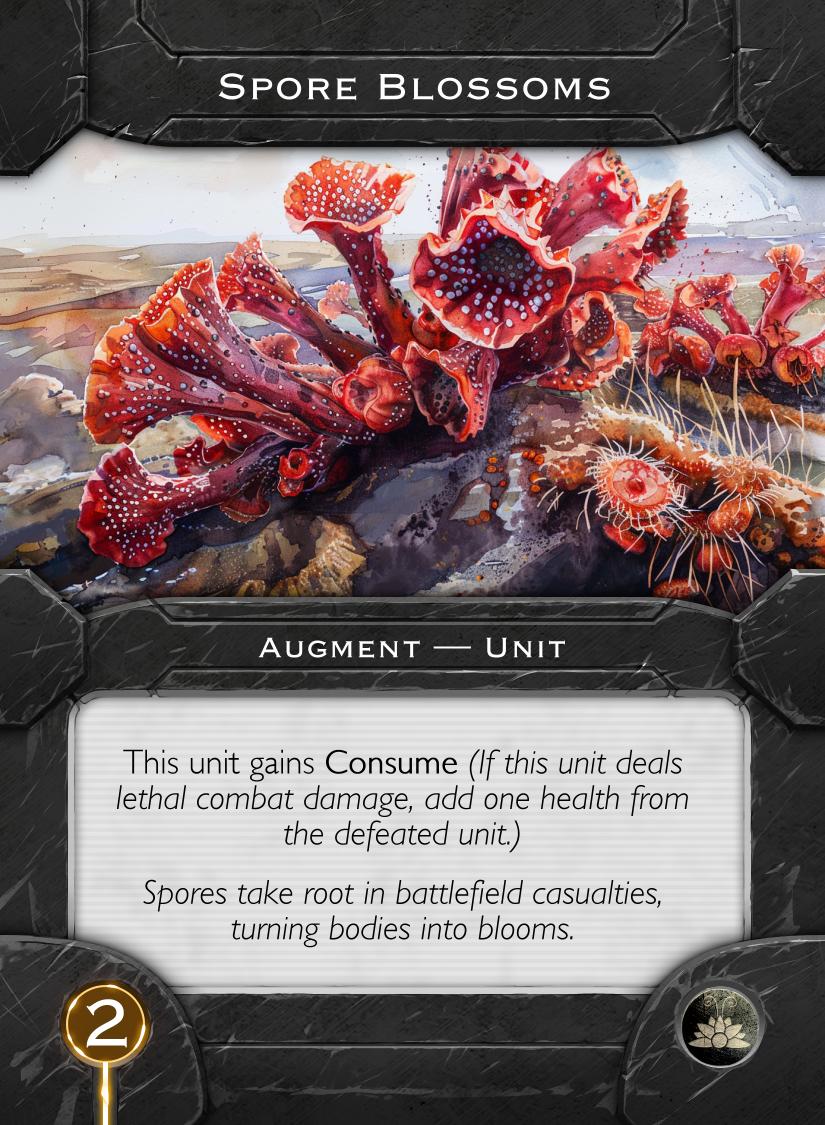 Spore Blossoms
Augment — Unit
This unit gains Consume (If this unit deals
lethal combat damage, add one health from
the defeated unit.)
Spores take root in battlefield casualties,
turning bodies into blooms.
2